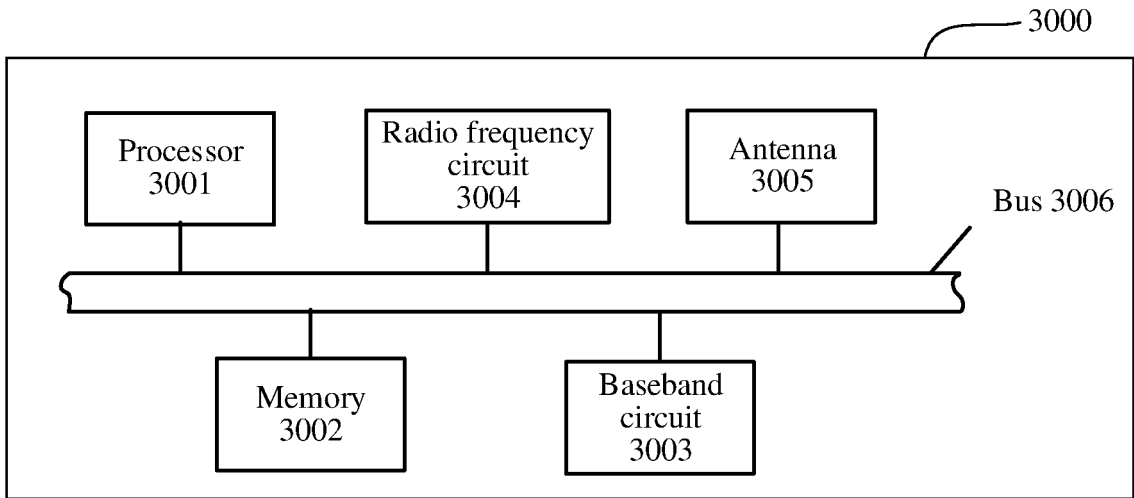 3000
Processor
3001
Radio frequency
circuit
3004
Antenna
3005
Bus 3006
Memory
3002
Baseband
circuit
3003